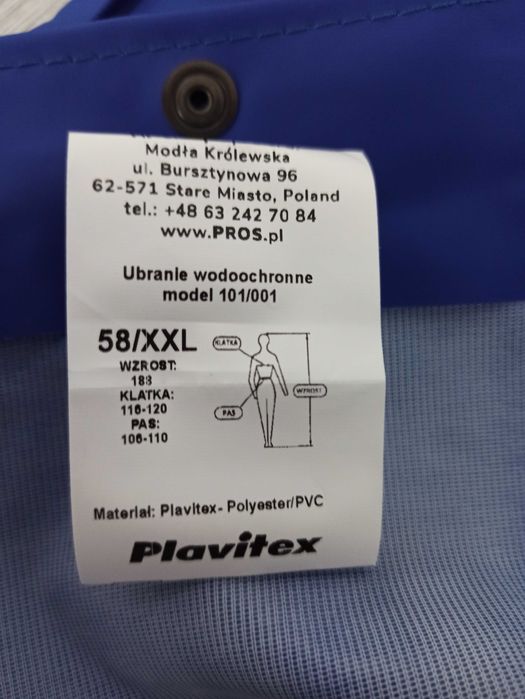 Modła Królewska
ul. Bursztynowa 96
62-571 Stare Miasto, Poland
tel.: +48 63 242 70 84
www.PROS.pl
Ubranie wodoochronne
model 101/001
58/XXL
WZROST:
188
KLATKA:
116-120
PAS:
106-110
KLATKA
PAS
WZROST
Materiał: Plavitex- Polyester/PVC
Plavitex